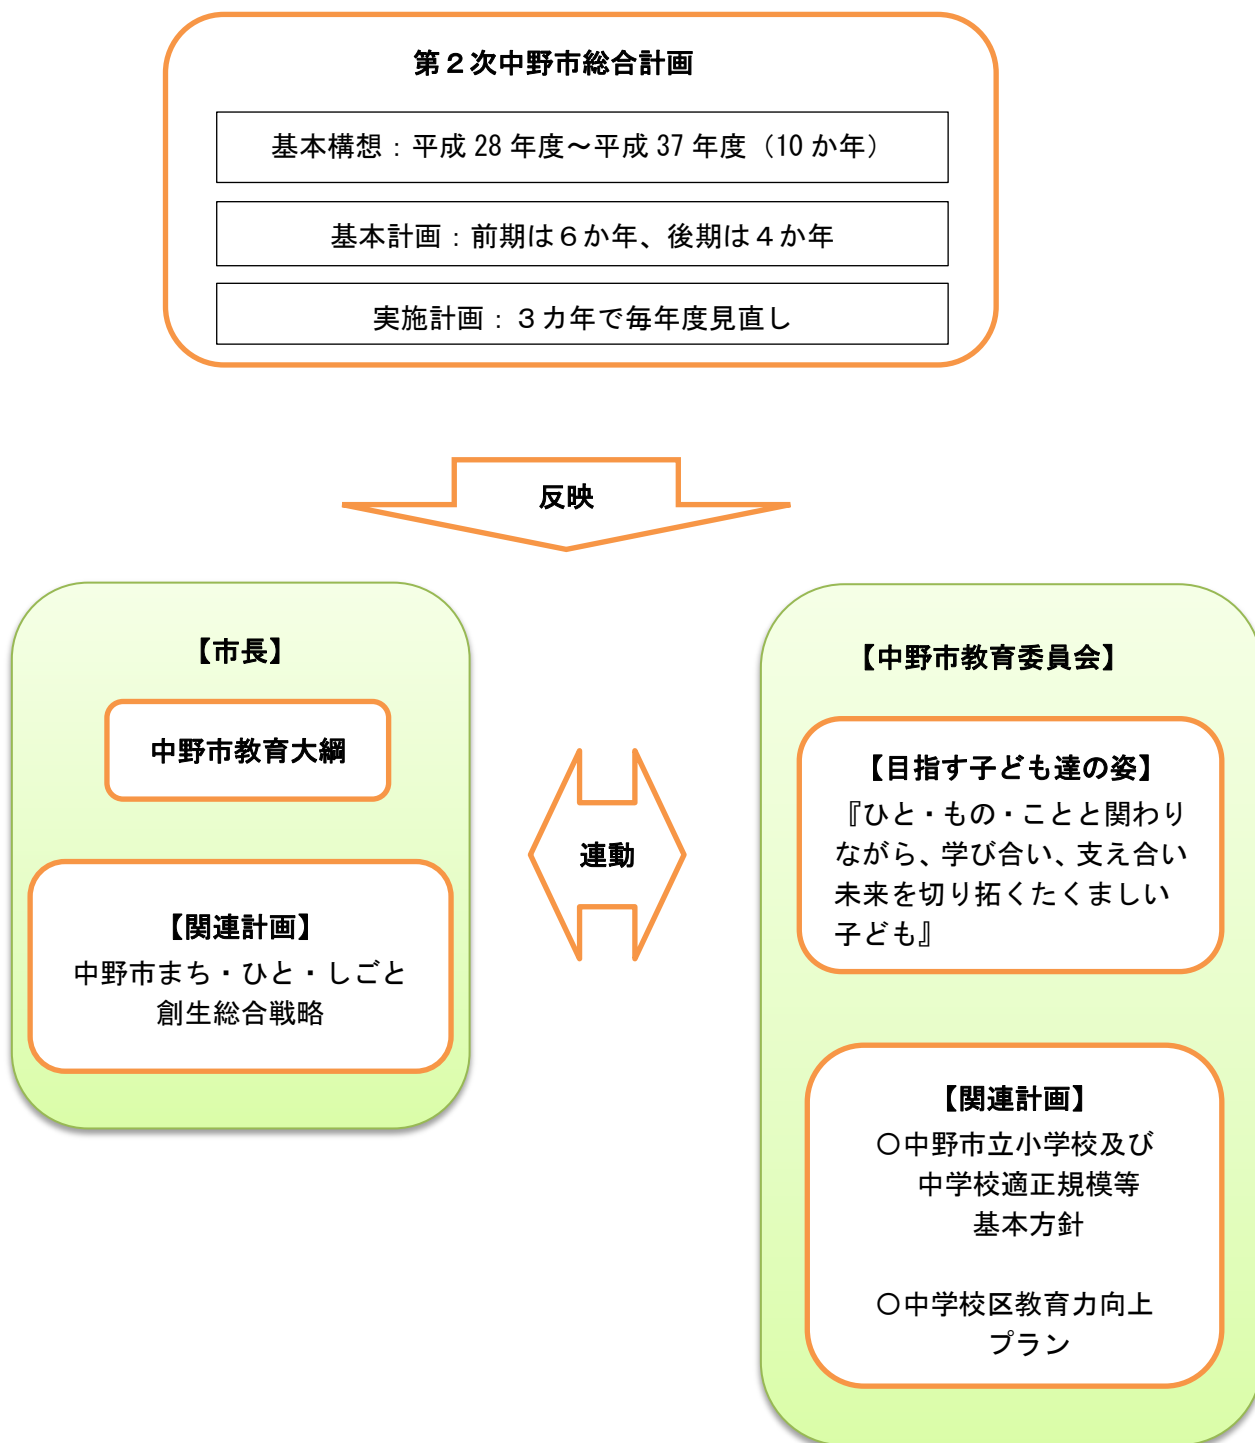 第２次中野市総合計画
基本構想：平成 28 年度～平成 37 年度（10 か年）
基本計画：前期は６か年、後期は４か年
実施計画：３カ年で毎年度見直し
反映
【市長】
中野市教育大綱
【関連計画】
中野市まち・ひと・しごと
創生総合戦略
連動
【中野市教育委員会】
【目指す子ども達の姿】
『ひと・もの・ことと関わり
ながら、学び合い、支え合い
未来を切り拓くたくましい
子ども』
【関連計画】
○中野市立小学校及び
中学校適正規模等
基本方針
○中学校区教育力向上
プラン